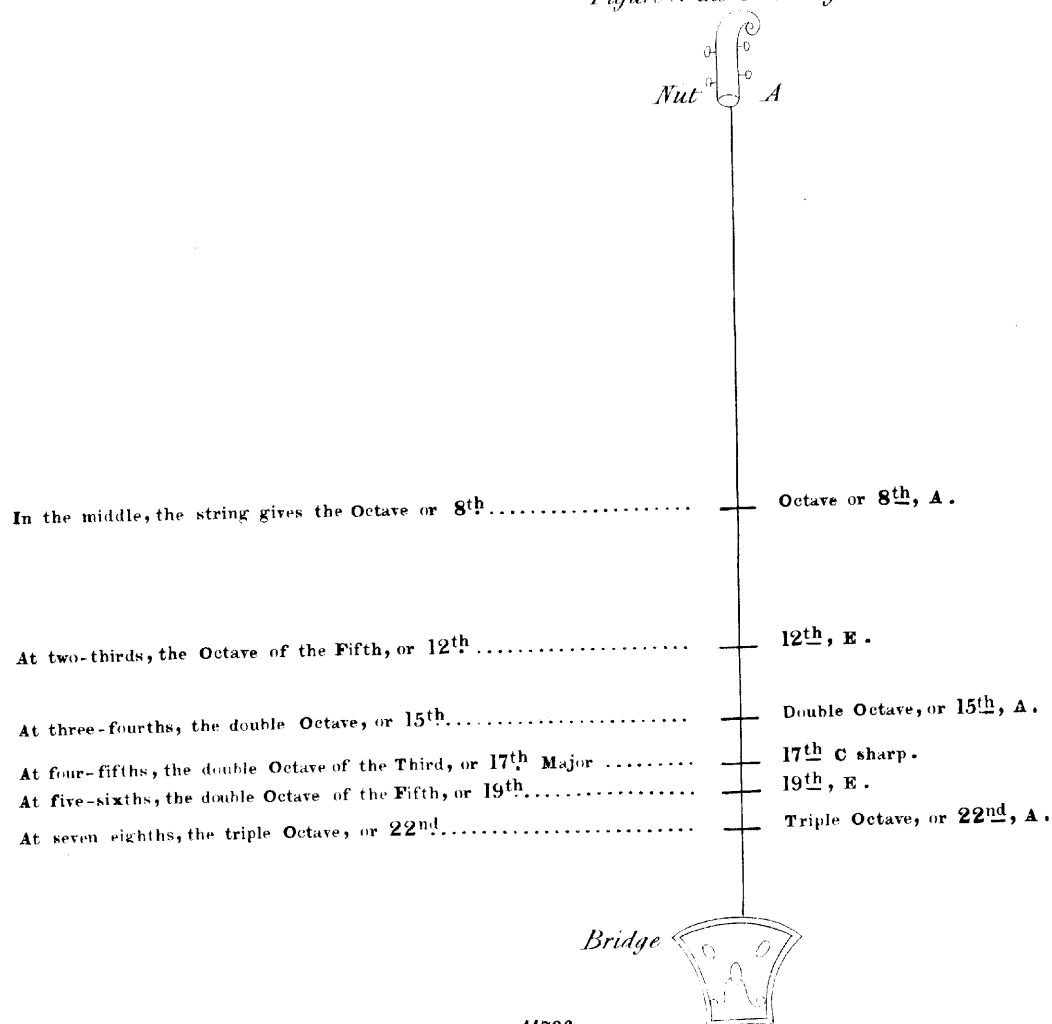 Nut A
In the middle, the string gives the Octave or 8th.................... Octave or 8th, A.
At two-thirds, the Octave of the Fifth, or 12th .................... 12th, E.
At three-fourths, the double Octave, or 15th....................... Double Octave, or 15th, A.
At four-fifths, the double Octave of the Third, or 17th Major ......... 17th C sharp.
At five-sixths, the double Octave of the Fifth, or 19th................ 19th, E.
At seven eighths, the triple Octave, or 22nd....................... Triple Octave, or 22nd, A.
Bridge